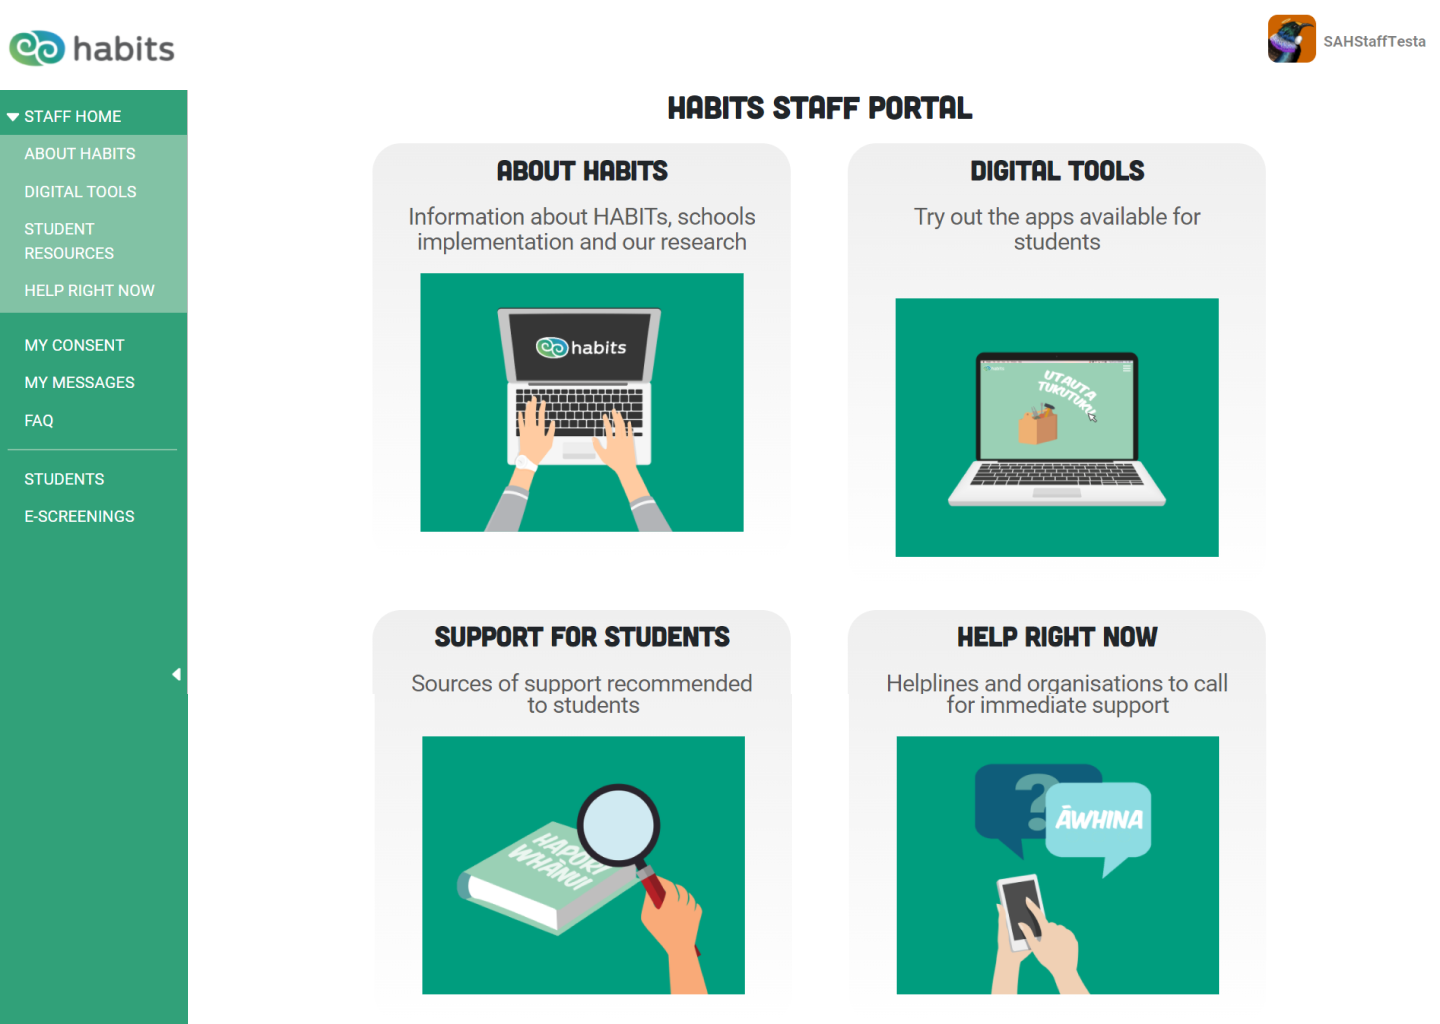 habits
SAHStaffTesta
STAFF HOME
ABOUT HABITS
DIGITAL TOOLS
STUDENT
RESOURCES
HELP RIGHT NOW
MY CONSENT
MY MESSAGES
FAQ
STUDENTS
E-SCREENINGS
HABITS STAFF PORTAL
ABOUT HABITS
Information about HABITs, schools
implementation and our research
habits
DIGITAL TOOLS
Try out the apps available for
students
habits
UTAUTA
TUKUTUKU
SUPPORT FOR STUDENTS
Sources of support recommended
to students
HAPORI
WHĀNUI
HELP RIGHT NOW
Helplines and organisations to call
for immediate support
?
ĀWHINA